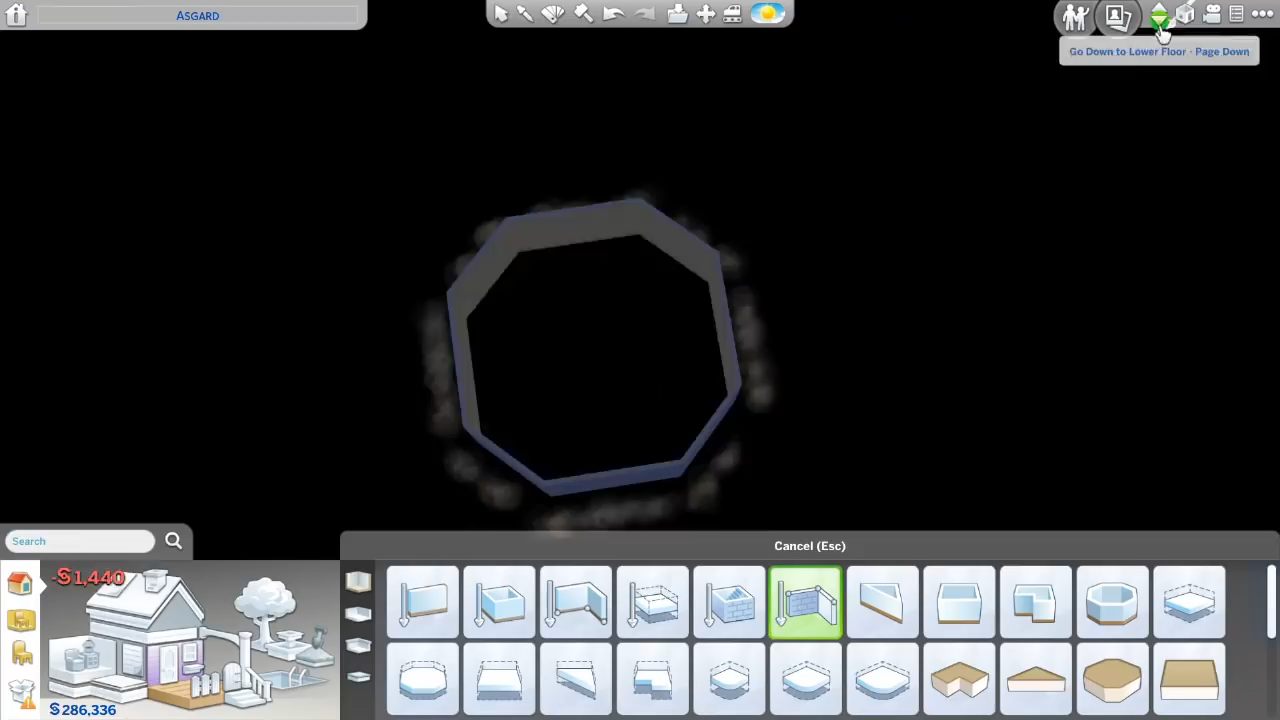 Asgard
Go Down to Lower Floor - Page Down
Search
Cancel (Esc)
-§1,440
§286,336